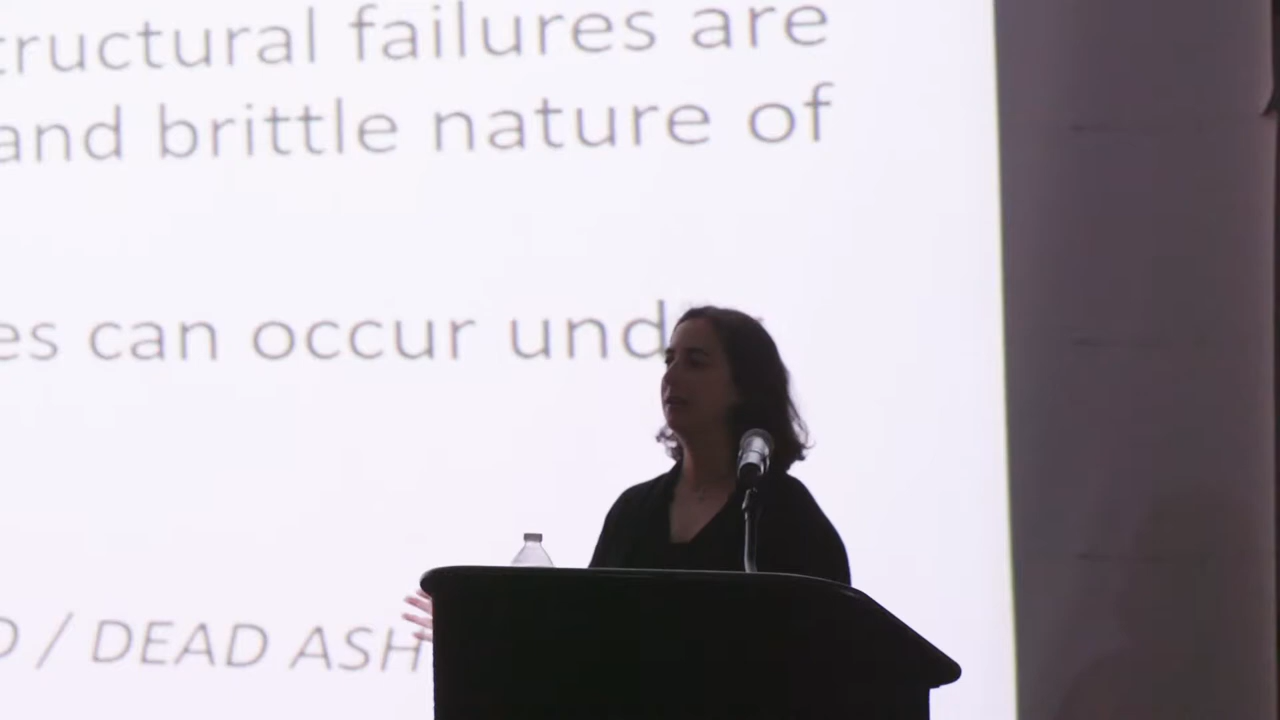 tructural failures are
and brittle nature of
es can occur und
D / DEAD ASH